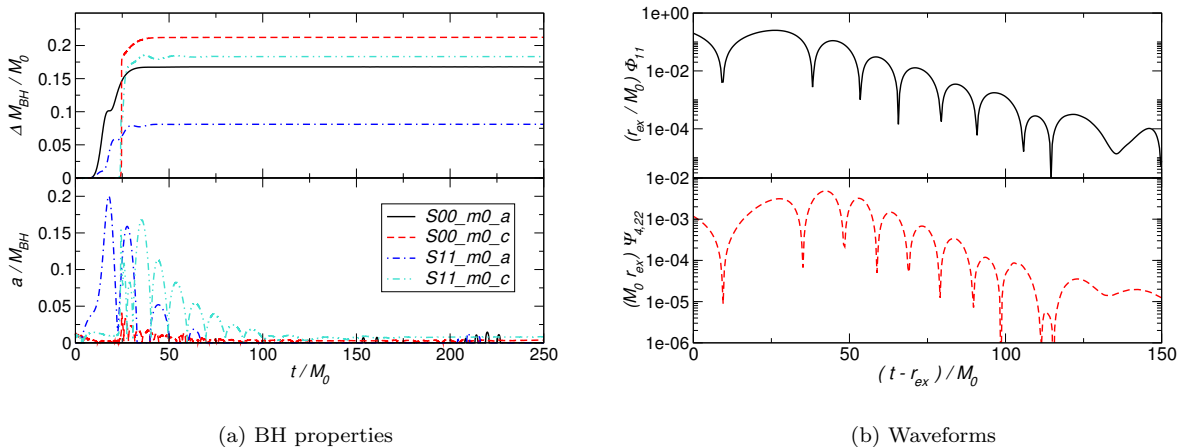 0.2
0.15
0.1
0.05
0
Δ M_BH / M_0
0.2
0.15
0.1
0.05
0
a / M_BH
S00_m0_a
S00_m0_c
S11_m0_a
S11_m0_c
0 50 100 150 200 250
t / M_0
(a) BH properties
1e+00
1e-02
1e-04
1e-02
(r_ex / M_0) Φ_11
1e-03
1e-04
1e-05
1e-06
(M_0 r_ex) Ψ_4,22
0 50 100 150
(t - r_ex) / M_0
(b) Waveforms